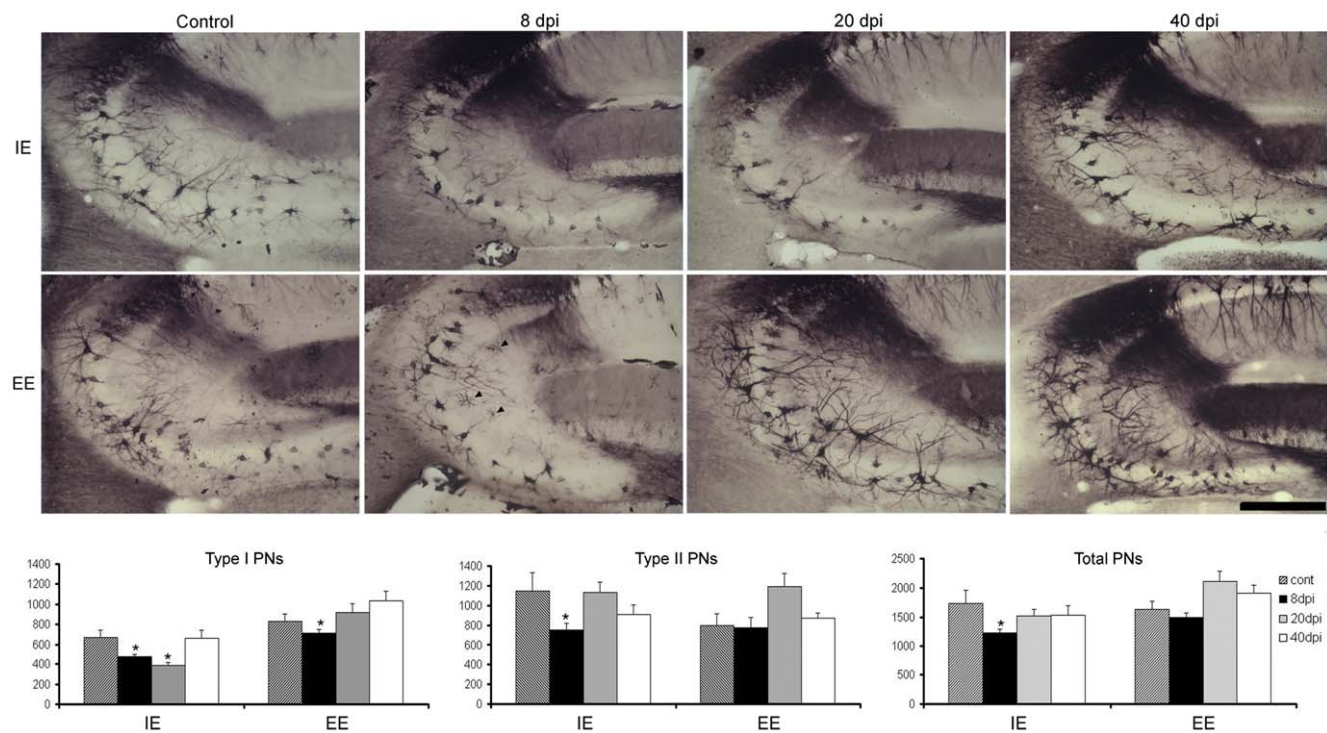 Control 8 dpi 20 dpi 40 dpi
IE
EE
Type I PNs
1400
1200
1000
800
600
400
200
0
* * *
IE EE
Type II PNs
1400
1200
1000
800
600
400
200
0
*
IE EE
Total PNs
2500
2000
1500
1000
500
0
*
IE EE
cont
8dpi
20dpi
40dpi